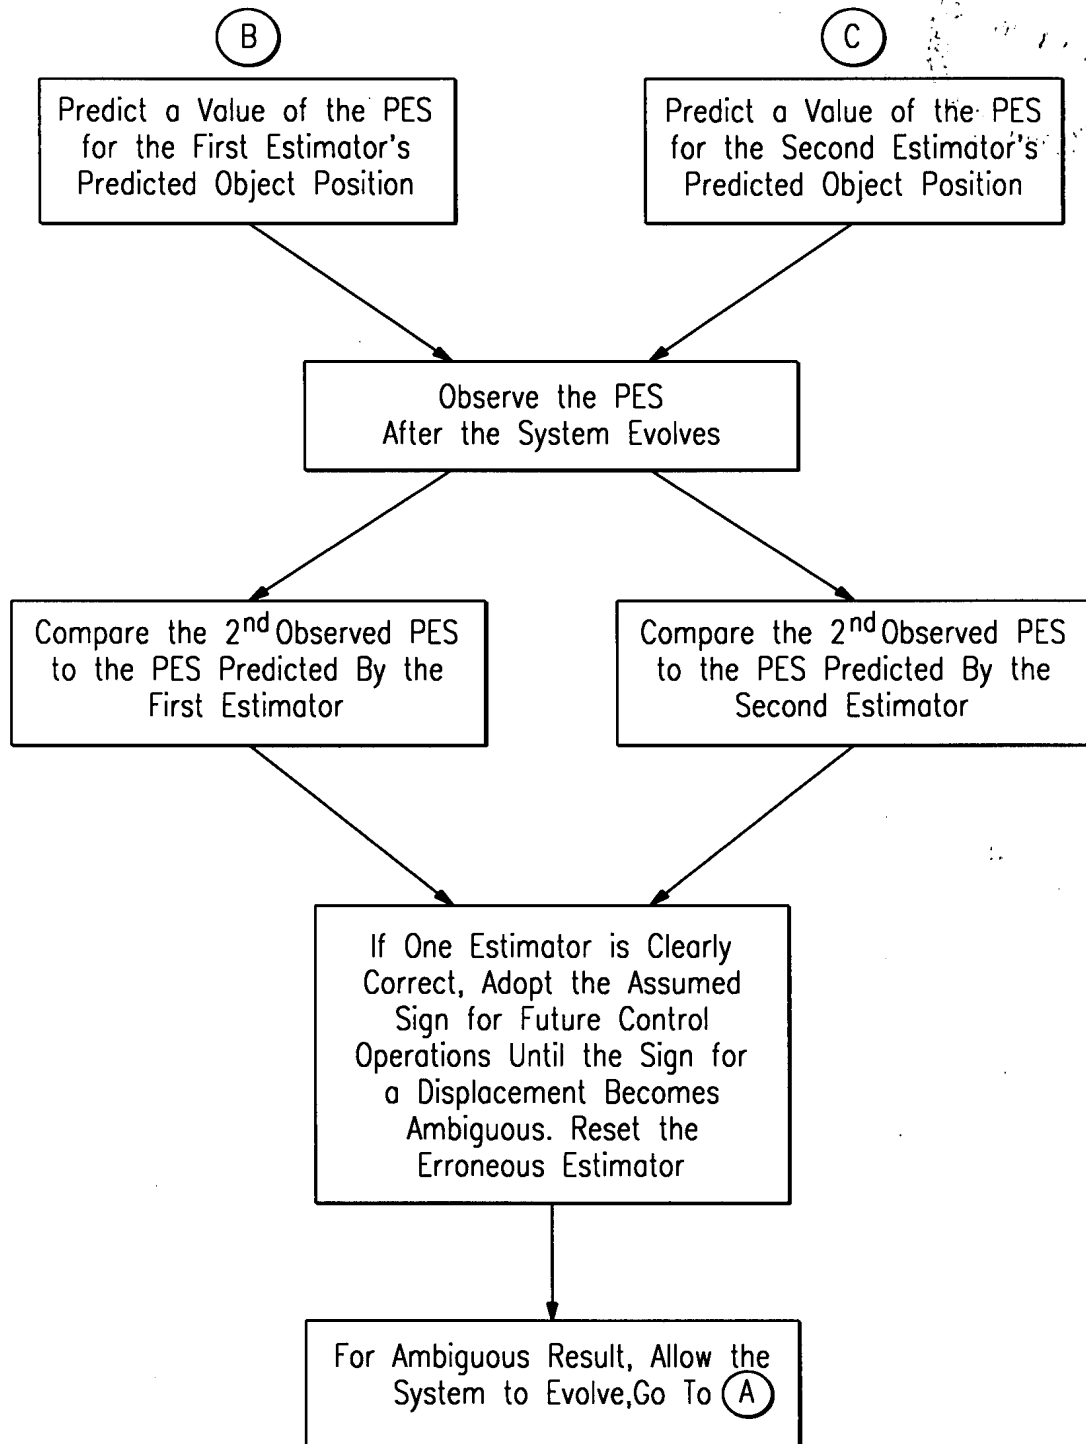 B
C
Predict a Value of the PES
for the First Estimator's
Predicted Object Position
Predict a Value of the PES
for the Second Estimator's
Predicted Object Position
Observe the PES
After the System Evolves
Compare the 2nd Observed PES
to the PES Predicted By the
First Estimator
Compare the 2nd Observed PES
to the PES Predicted By the
Second Estimator
If One Estimator is Clearly
Correct, Adopt the Assumed
Sign for Future Control
Operations Until the Sign for
a Displacement Becomes
Ambiguous. Reset the
Erroneous Estimator
For Ambiguous Result, Allow the
System to Evolve,Go To A